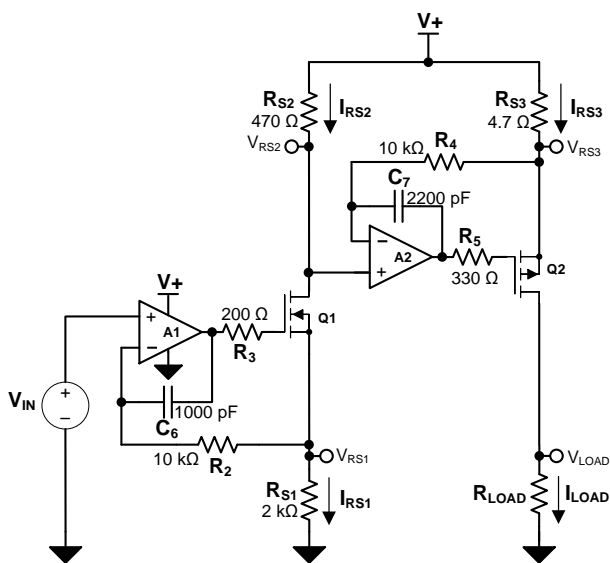 V+
RS2
470 Ω
IRS2
RS3
4.7 Ω
IRS3
VRS2
VRS3
10 kΩ
R4
C7
2200 pF
−
+
A2
R5
330 Ω
Q2
V+
200 Ω
R3
Q1
+
−
A1
VIN
+
−
C6
1000 pF
10 kΩ
R2
VRS1
VLOAD
RS1
2 kΩ
IRS1
RLOAD
ILOAD